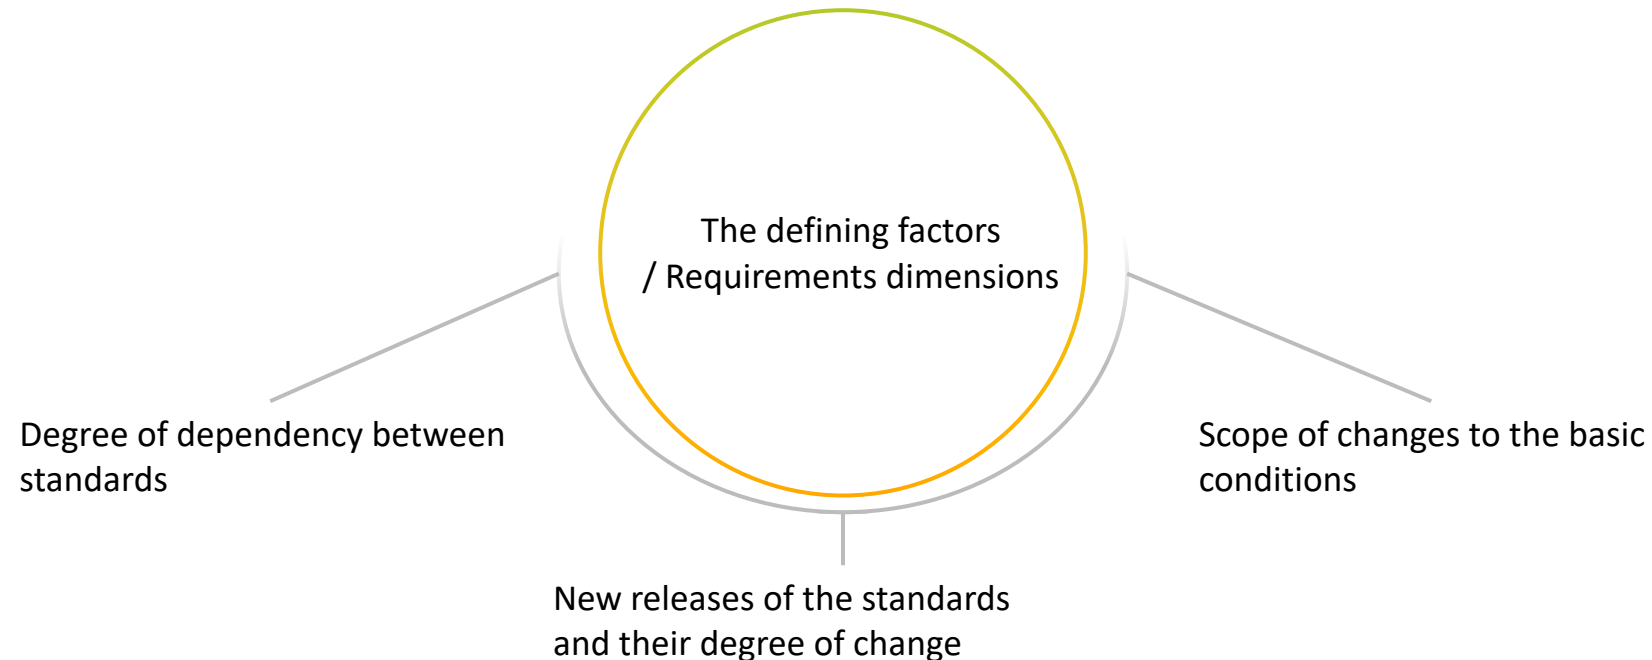 The defining factors
/ Requirements dimensions
Degree of dependency between
standards
Scope of changes to the basic
conditions
New releases of the standards
and their degree of change